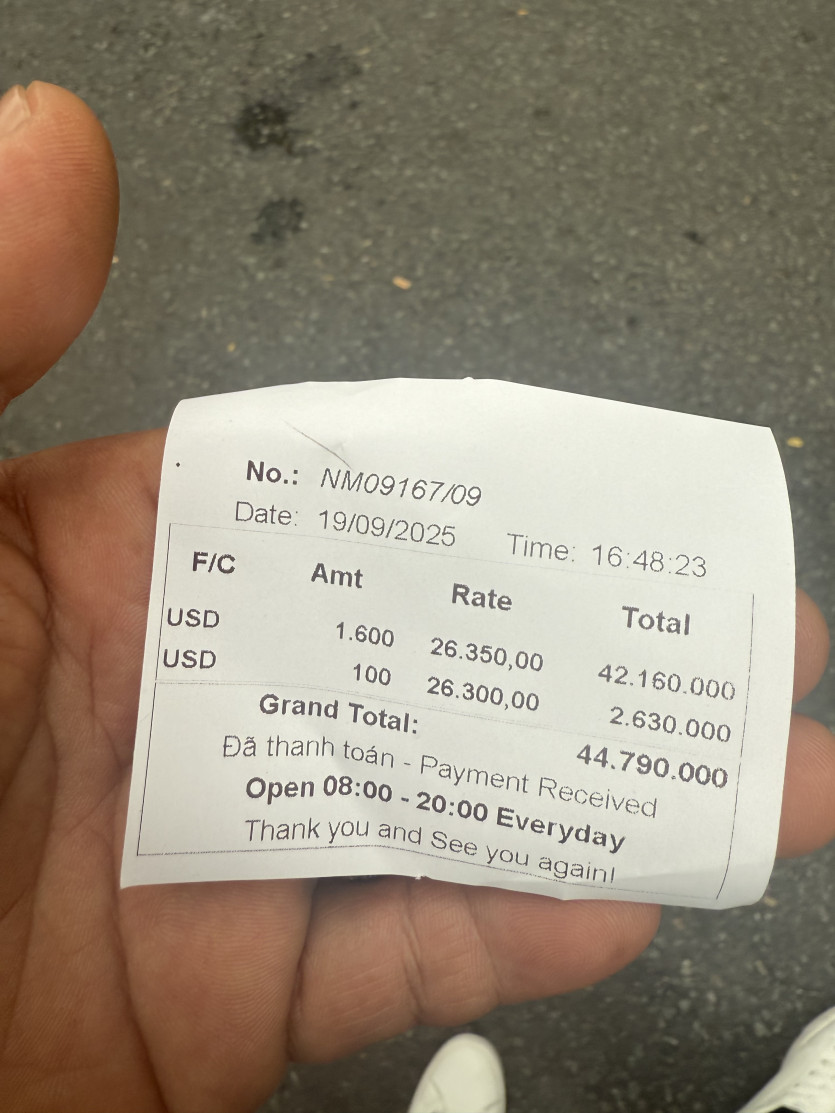 No.: NM09167/09
Date: 19/09/2025 Time: 16:48:23
F/C Amt Rate Total
USD 1.600 26.350,00 42.160.000
USD 100 26.300,00 2.630.000
Grand Total: 44.790.000
Đã thanh toán - Payment Received
Open 08:00 - 20:00 Everyday
Thank you and See you again!